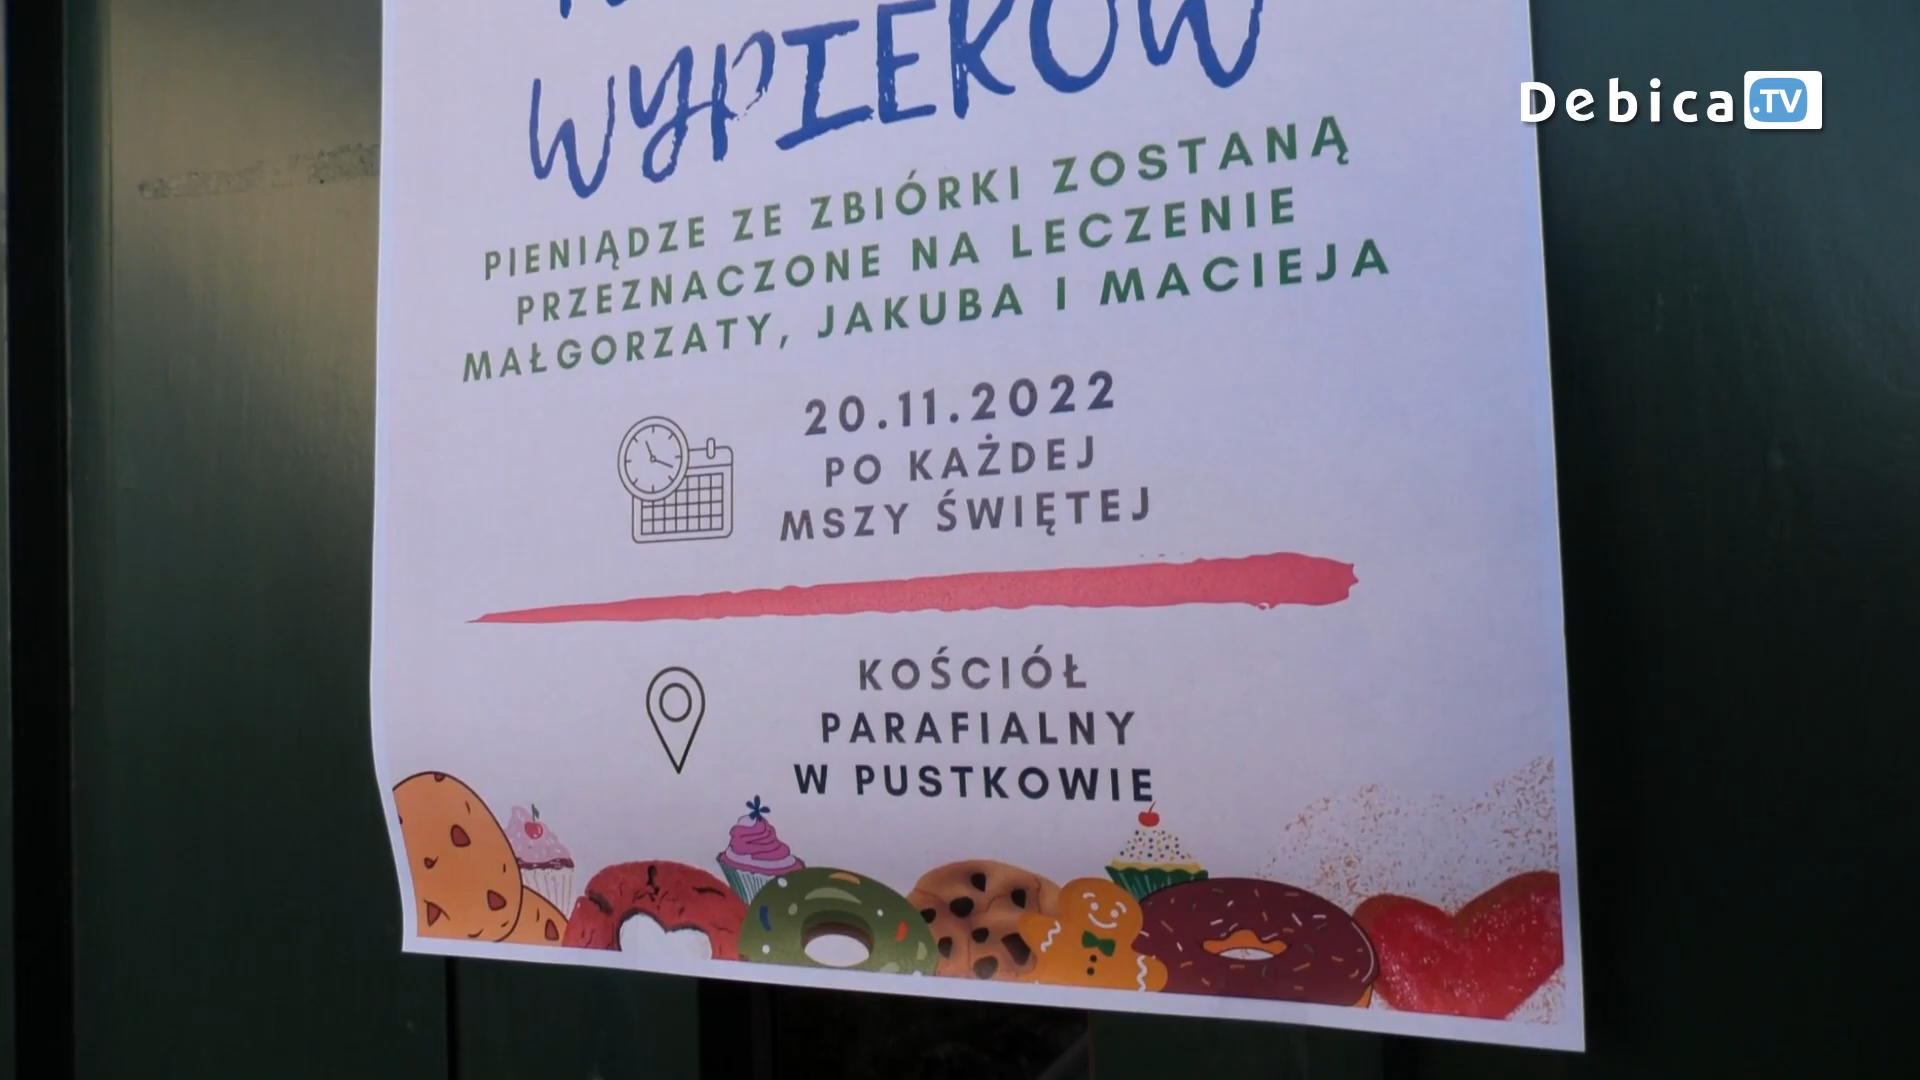 WYPIEKÓW
PIENIĄDZE ZE ZBIÓRKI ZOSTANĄ
PRZEZNACZONE NA LECZENIE
MAŁGORZATY, JAKUBA I MACIEJA
20.11.2022
PO KAŻDEJ
MSZY ŚWIĘTEJ
KOŚCIÓŁ
PARAFIALNY
W PUSTKOWIE
Debica.TV